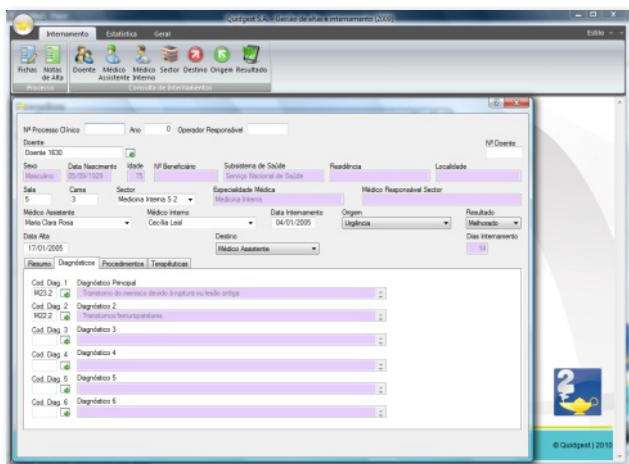 Quidgest S.A. - Gestão de altas e internamento [2009]
Internamento Estatística Geral Estilo
Fichas Notas de Alta Doente Médico Assistente Médico Interno Sector Destino Origem Resultado
Processo Consulta de Internamentos
Nº Processo Clínico Ano 0 Operador Responsável
Doente Nº Doente
Doente 1630
Sexo Data Nascimento Idade Nº Beneficiário Subsistema de Saúde Residência Localidade
Masculino 05/09/1929 75 Serviço Nacional de Saúde
Sala Cama Sector Especialidade Médica Médico Responsável Sector
5 3 Medicina Interna S 2 Medicina Interna
Médico Assistente Médico Interno Data Internamento Origem Resultado
Maria Clara Rosa Cecília Leal 04/01/2005 Urgência Melhorado
Data Alta Destino Dias Internamento
17/01/2005 Médico Assistente 14
Resumo Diagnósticos Procedimentos Terapêuticas
Cod. Diag. 1 Diagnóstico Principal
M23.2 Transtorno do menisco devido à ruptura ou lesão antiga
Cod. Diag. 2 Diagnóstico 2
M22.2 Transtornos femuropatelares
Cod. Diag. 3 Diagnóstico 3
Cod. Diag. 4 Diagnóstico 4
Cod. Diag. 5 Diagnóstico 5
Cod. Diag. 6 Diagnóstico 6
© Quidgest | 2010